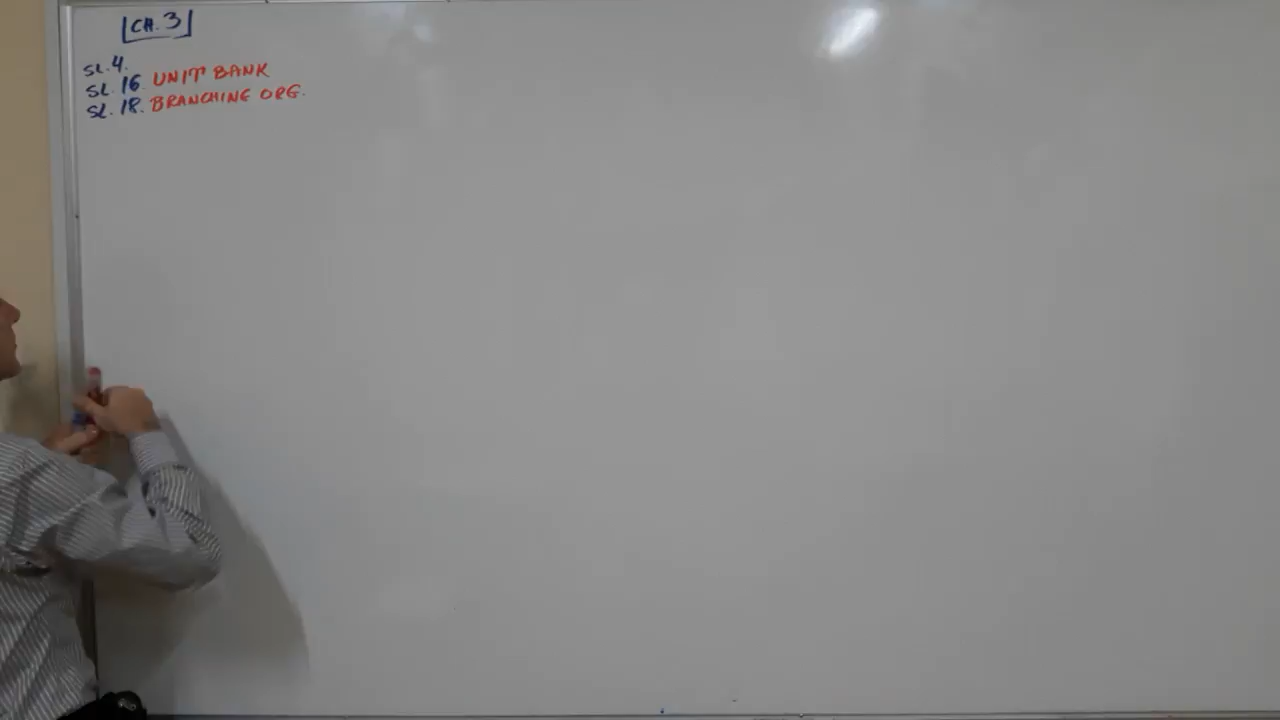 CH. 3
SL. 4.
SL. 16. UNIT BANK
SL. 18. BRANCHING ORG.